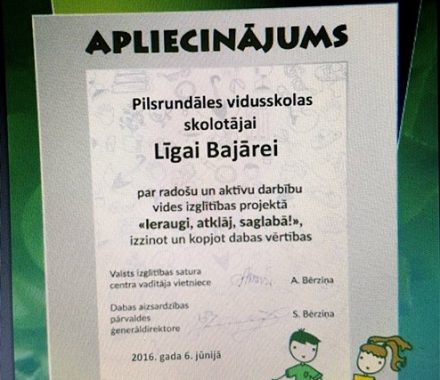 APLIECINĀJUMS
Pilsrundāles vidusskolas
skolotājai
Līgai Bajārei
par radošu un aktīvu darbību
vides izglītības projektā
«Ieraugi, atklāj, saglabā!»,
izzinot un kopjot dabas vērtības
Valsts izglītības satura
centra vadītāja vietniece
A. Bērziņa
Dabas aizsardzības
pārvaldes
ģenerāldirektore
S. Bērziņa
2016. gada 6. jūnijā